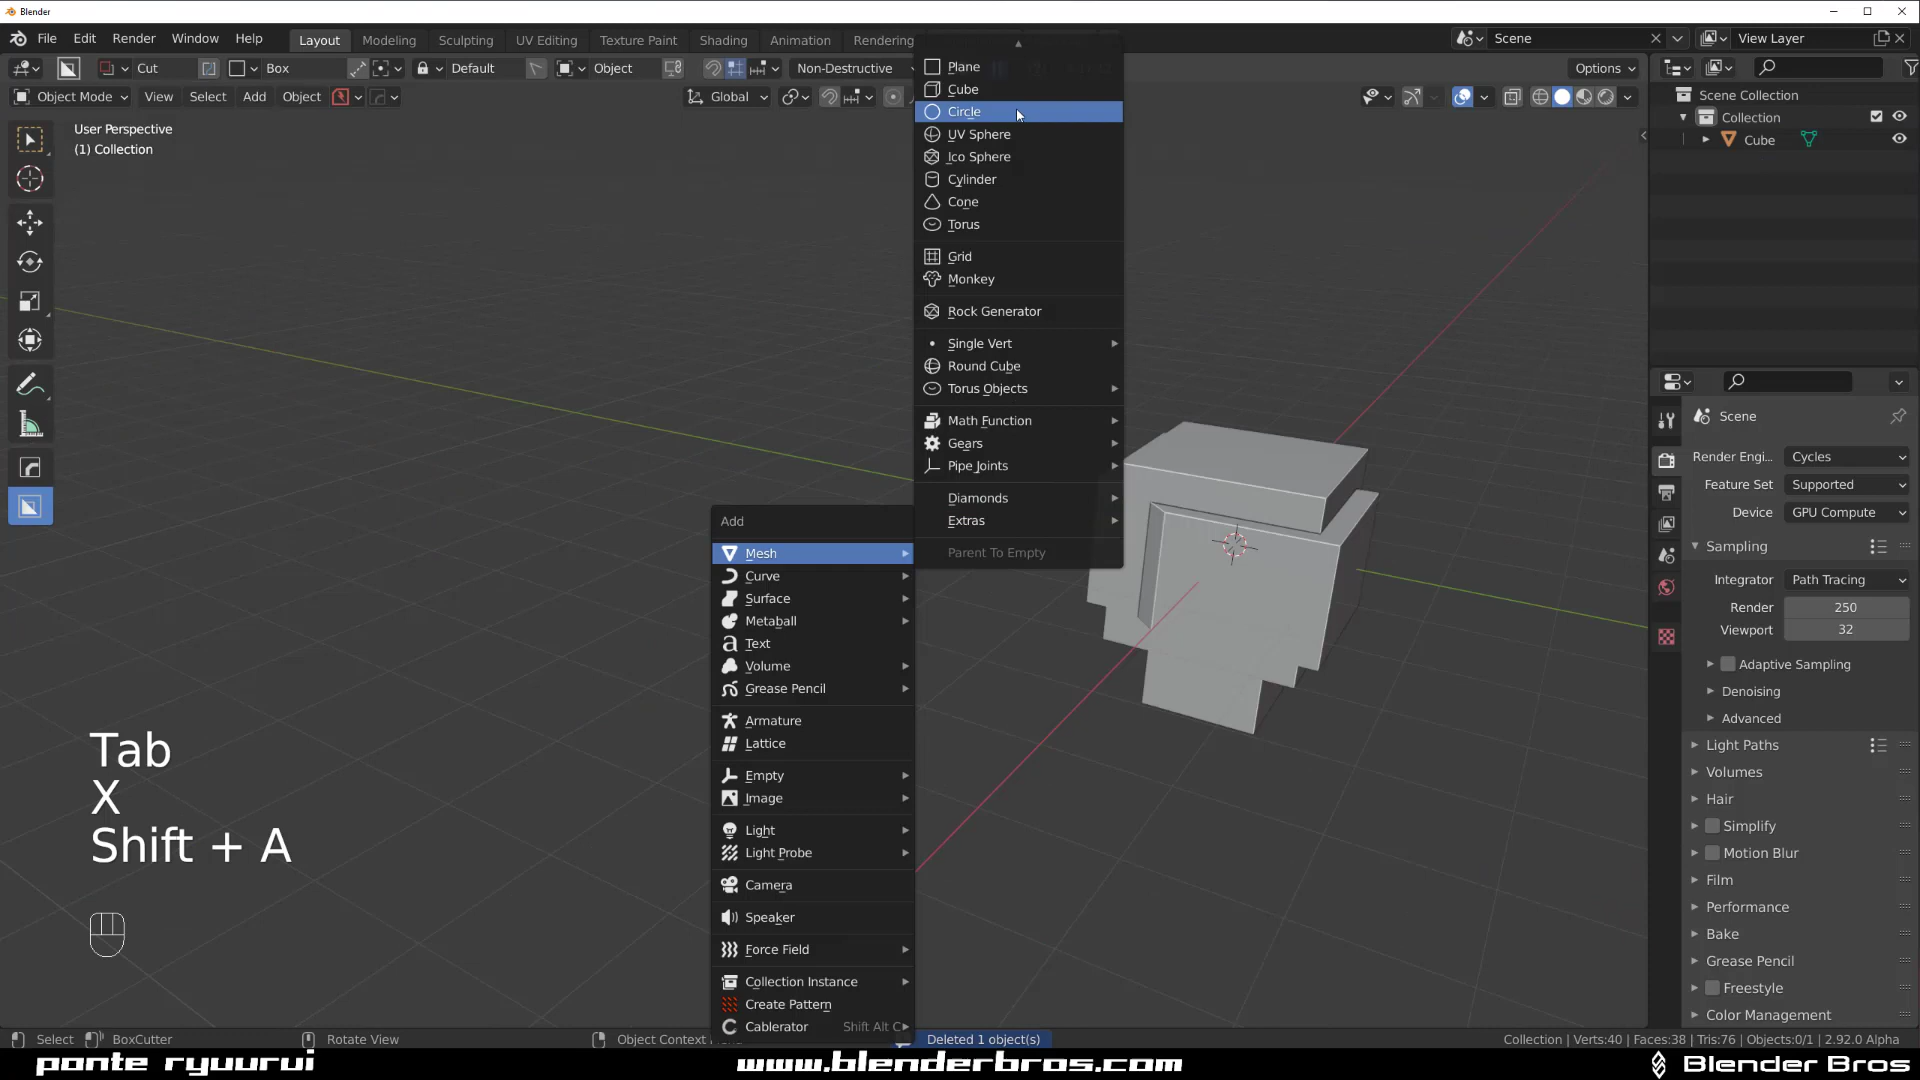 Blender
File Edit Render Window Help
Layout Modeling Sculpting UV Editing Texture Paint Shading Animation Rendering
Scene View Layer
Cut Box Default Object Non-Destructive Options
Object Mode View Select Add Object Global
User Perspective
(1) Collection
Plane
Cube
Circle
UV Sphere
Ico Sphere
Cylinder
Cone
Torus
Grid
Monkey
Rock Generator
Single Vert
Round Cube
Torus Objects
Math Function
Gears
Pipe Joints
Diamonds
Extras
Parent To Empty
Add
Mesh
Curve
Surface
Metaball
Text
Volume
Grease Pencil
Armature
Lattice
Empty
Image
Light
Light Probe
Camera
Speaker
Force Field
Collection Instance
Create Pattern
Cablerator Shift Alt C
Scene Collection
Collection
Cube
Scene
Render Engi... Cycles
Feature Set Supported
Device GPU Compute
Sampling
Integrator Path Tracing
Render 250
Viewport 32
Adaptive Sampling
Denoising
Advanced
Light Paths
Volumes
Hair
Simplify
Motion Blur
Film
Performance
Bake
Grease Pencil
Freestyle
Color Management
Tab
X
Shift + A
Select BoxCutter Rotate View Object Context Deleted 1 object(s) Collection | Verts:40 | Faces:38 | Tris:76 | Objects:0/1 | 2.92.0 Alpha
ponte ryuurui www.blenderbros.com Blender Bros